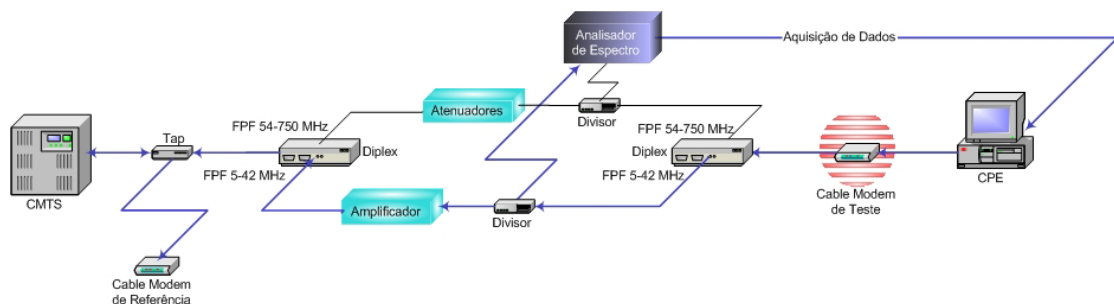 Analisador
de Espectro
Aquisição de Dados
Atenuadores
Divisor
FPF 54-750 MHz
FPF 54-750 MHz
Tap
Diplex
Diplex
FPF 5-42 MHz
FPF 5-42 MHz
CMTS
Amplificador
Divisor
Cable Modem
de Teste
CPE
Cable Modem
de Referência